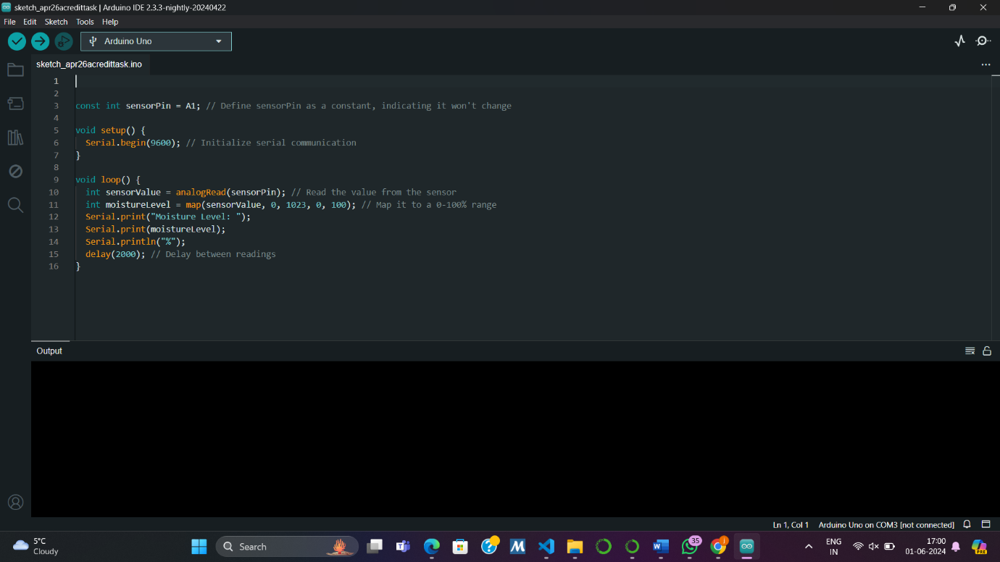 sketch_apr26acredittask | Arduino IDE 2.3.3-nightly-20240422
File Edit Sketch Tools Help
Arduino Uno
sketch_apr26acredittask.ino
1
2
3 const int sensorPin = A1; // Define sensorPin as a constant, indicating it won't change
4
5 void setup() {
6 Serial.begin(9600); // Initialize serial communication
7 }
8
9 void loop() {
10 int sensorValue = analogRead(sensorPin); // Read the value from the sensor
11 int moistureLevel = map(sensorValue, 0, 1023, 0, 100); // Map it to a 0-100% range
12 Serial.print("Moisture Level: ");
13 Serial.print(moistureLevel);
14 Serial.println("%");
15 delay(2000); // Delay between readings
16 }
Output
Ln 1, Col 1 Arduino Uno on COM3 [not connected]
5°C
Cloudy
Search
35
ENG
IN
17:00
01-06-2024
PRE